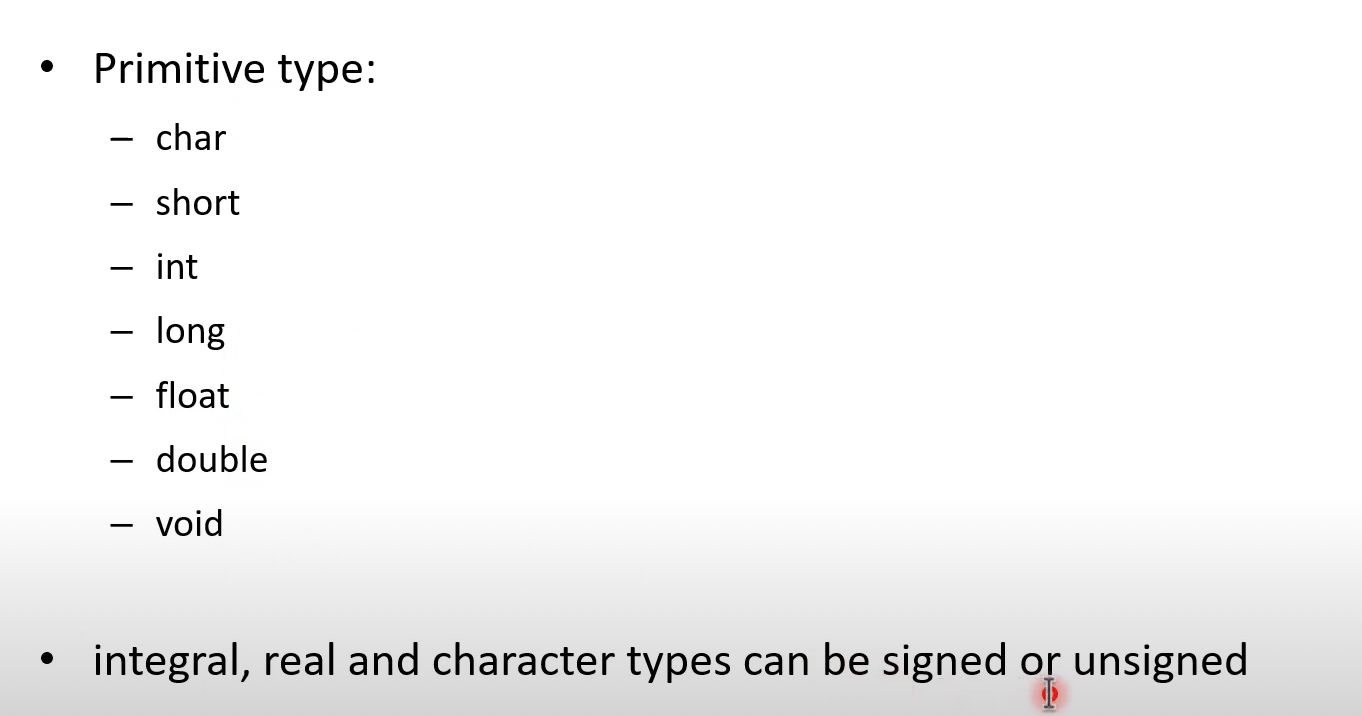 • Primitive type:
– char
– short
– int
– long
– float
– double
– void
• integral, real and character types can be signed or unsigned